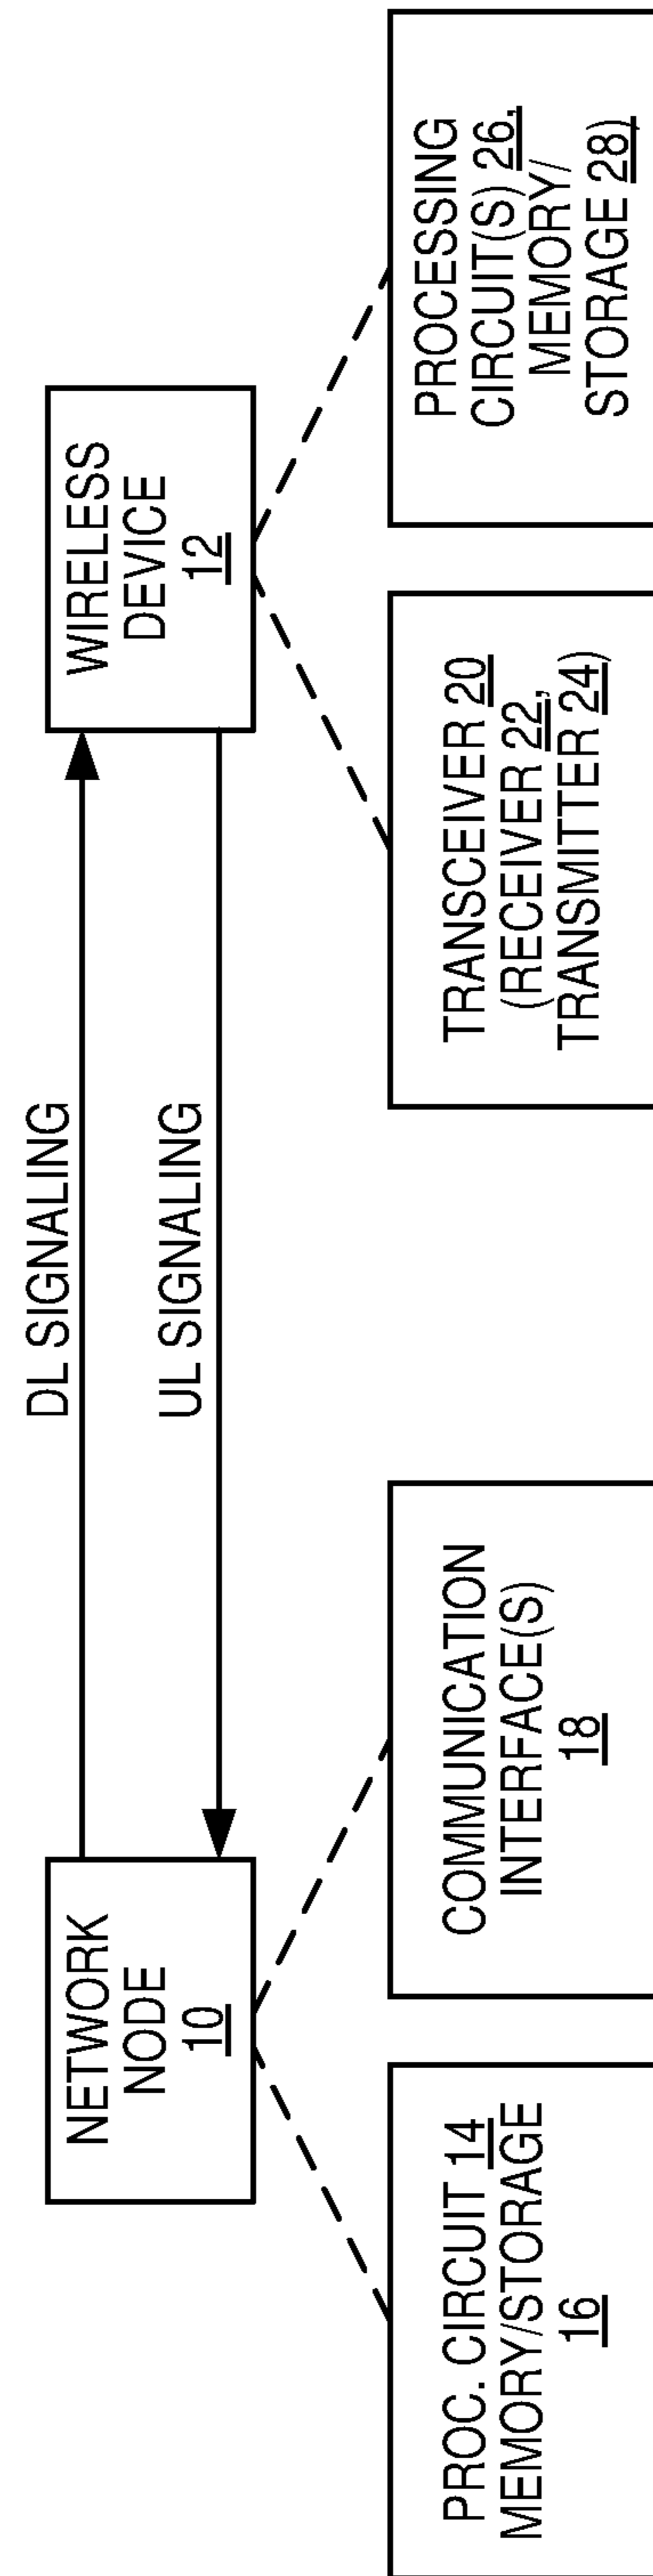 DL SIGNALING
UL SIGNALING
NETWORK
NODE
10
WIRELESS
DEVICE
12
PROC. CIRCUIT 14
MEMORY/STORAGE
16
COMMUNICATION
INTERFACE(S)
18
TRANSCEIVER 20
(RECEIVER 22,
TRANSMITTER 24)
PROCESSING
CIRCUIT(S) 26,
MEMORY/
STORAGE 28)